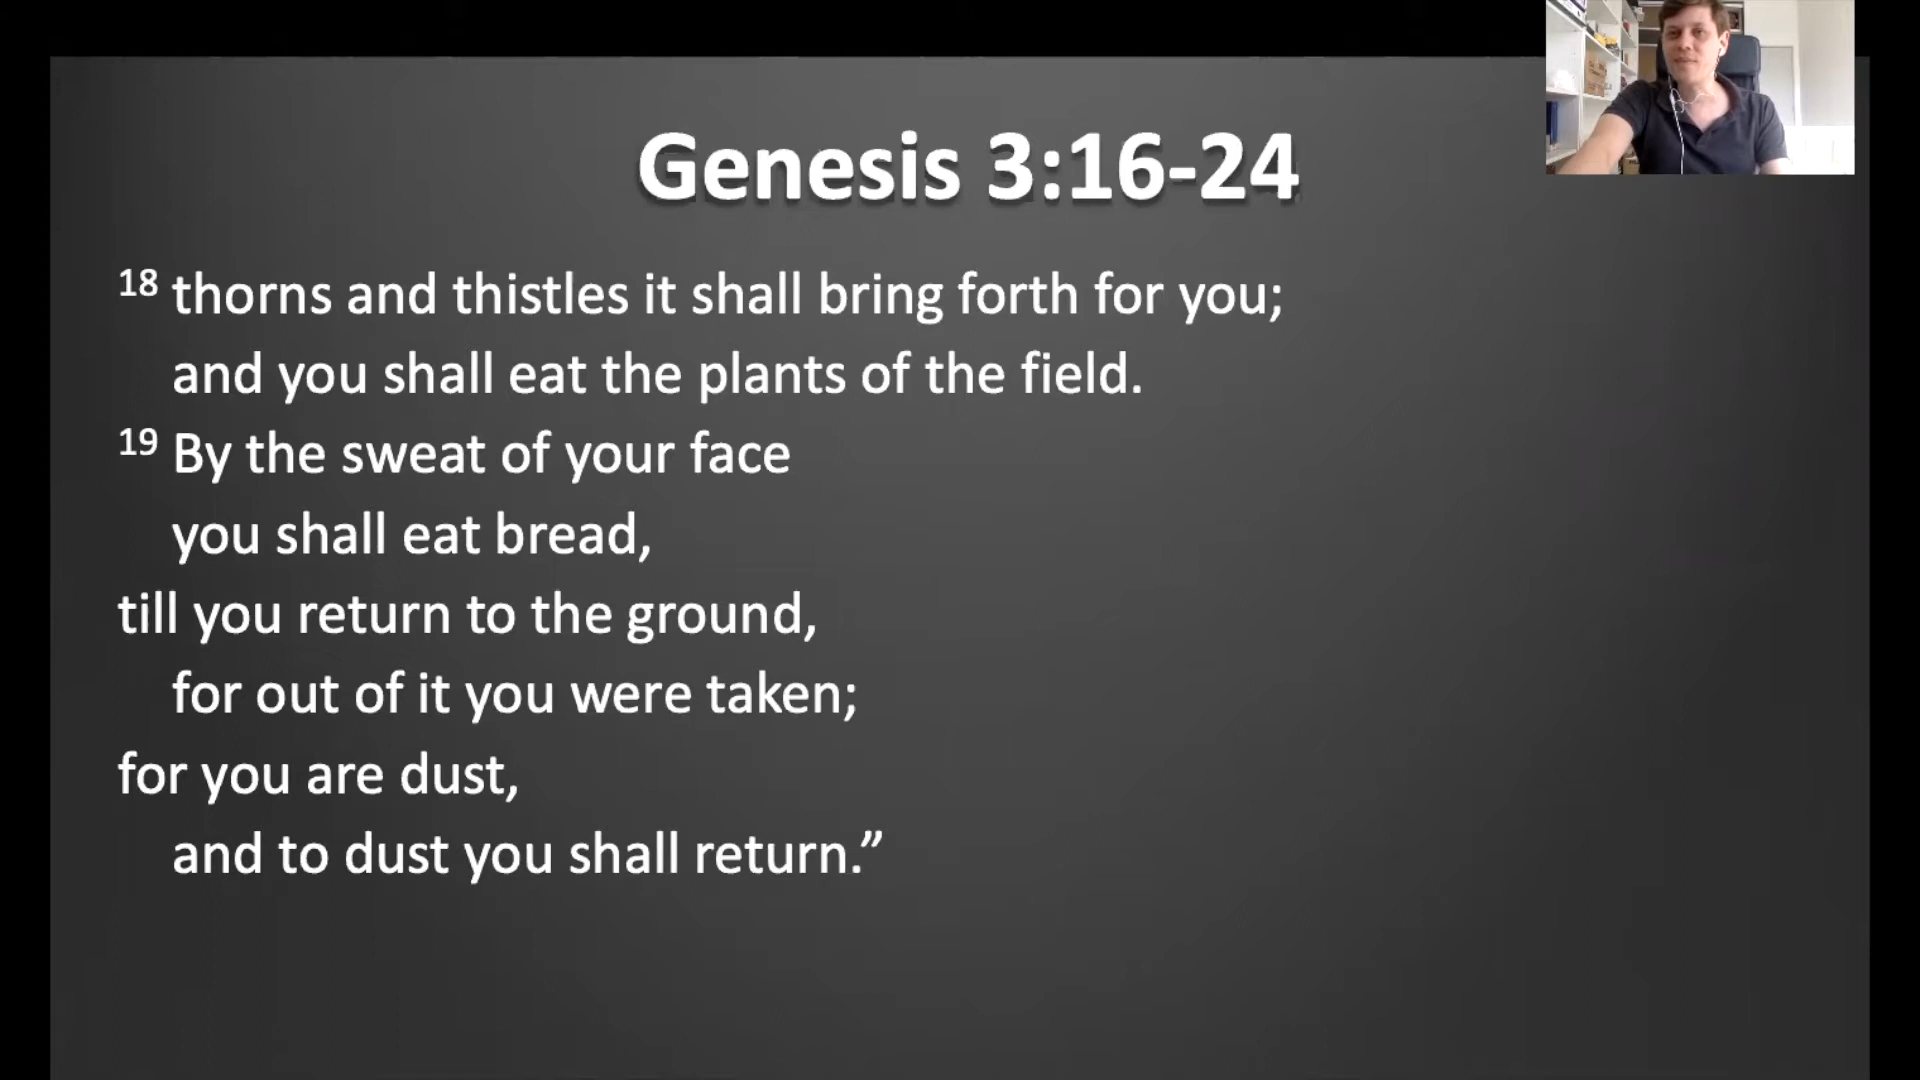 Genesis 3:16-24
18 thorns and thistles it shall bring forth for you;
and you shall eat the plants of the field.
19 By the sweat of your face
you shall eat bread,
till you return to the ground,
for out of it you were taken;
for you are dust,
and to dust you shall return.”